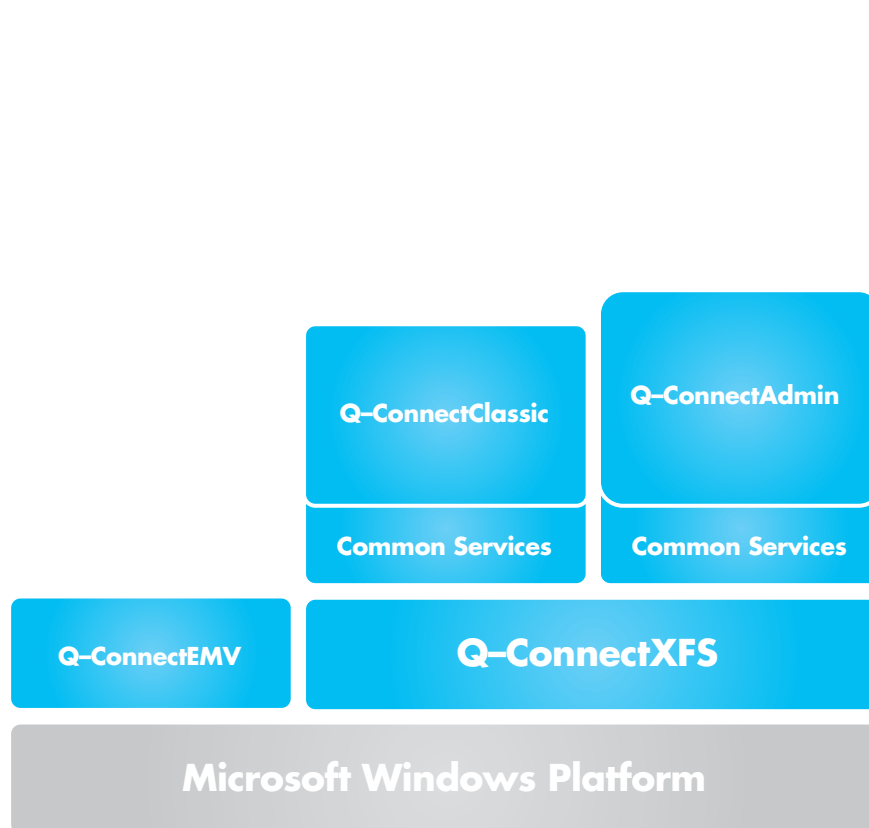 Q–ConnectAdmin
Q–ConnectClassic
Common Services
Common Services
Q–ConnectEMV
Q–ConnectXFS
Microsoft Windows Platform